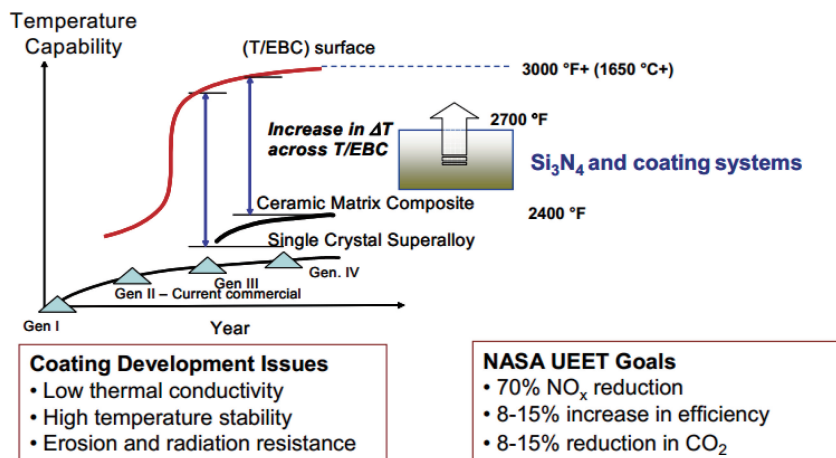 Temperature
Capability
(T/EBC) surface
3000 °F+ (1650 °C+)
2700 °F
Increase in ΔT
across T/EBC
Si₃N₄ and coating systems
Ceramic Matrix Composite
2400 °F
Single Crystal Superalloy
Gen. IV
Gen III
Gen II – Current commercial
Gen I
Year
Coating Development Issues
• Low thermal conductivity
• High temperature stability
• Erosion and radiation resistance
NASA UEET Goals
• 70% NOₓ reduction
• 8-15% increase in efficiency
• 8-15% reduction in CO₂